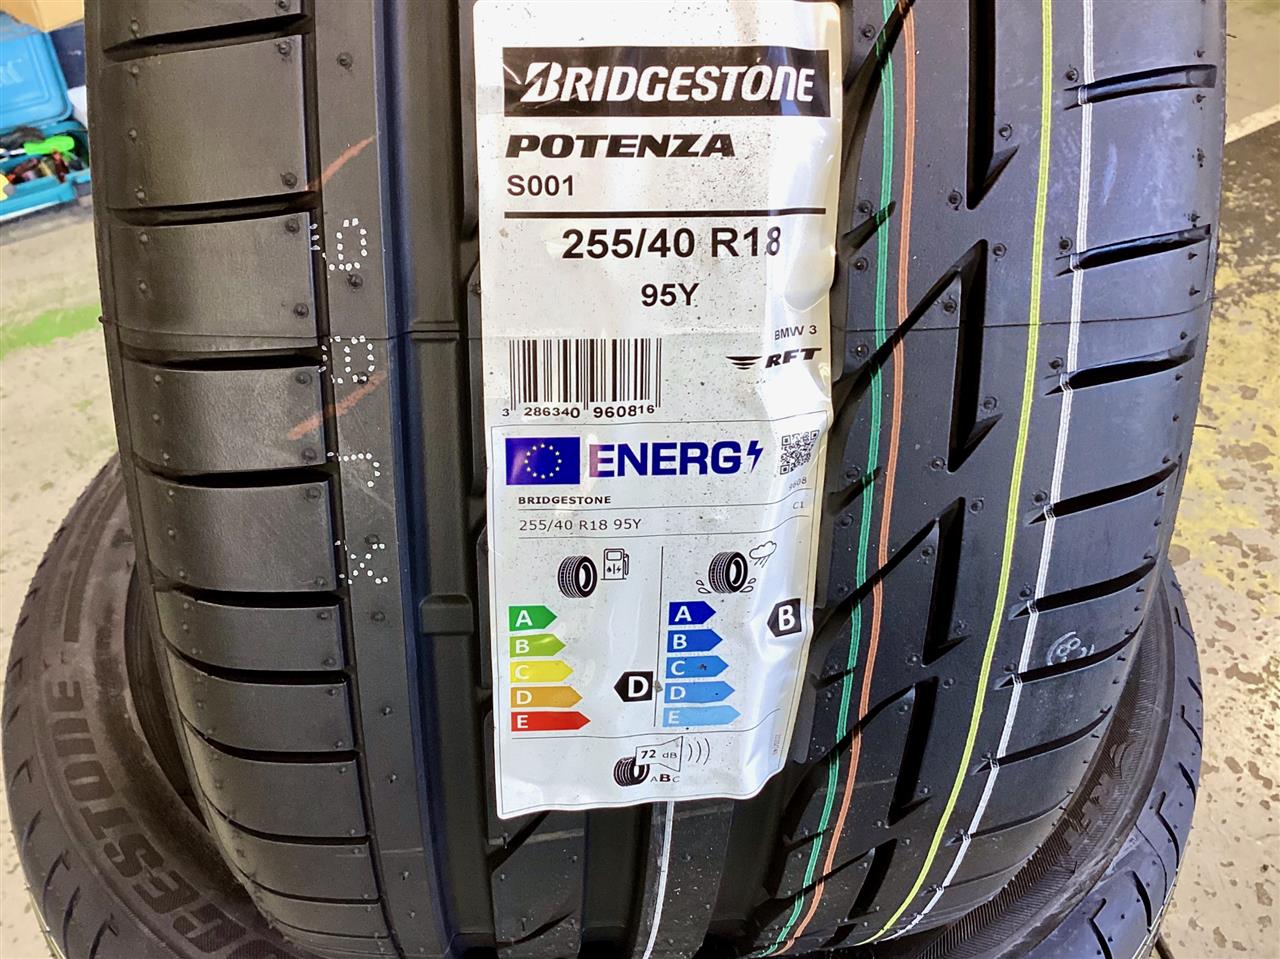 BRIDGESTONE
POTENZA
S001
255/40 R18
95Y
BMW 3
RFT
3 286340 960816
ENERG
BRIDGESTONE
9608
255/40 R18 95Y
C1
A
B
C
D
E
D
A
B
C
D
E
B
72 dB
ABC